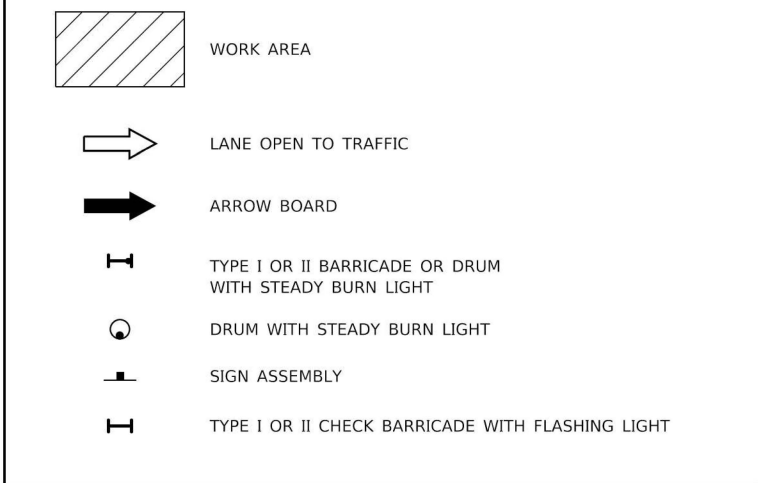 WORK AREA
LANE OPEN TO TRAFFIC
ARROW BOARD
TYPE I OR II BARRICADE OR DRUM
WITH STEADY BURN LIGHT
DRUM WITH STEADY BURN LIGHT
SIGN ASSEMBLY
TYPE I OR II CHECK BARRICADE WITH FLASHING LIGHT